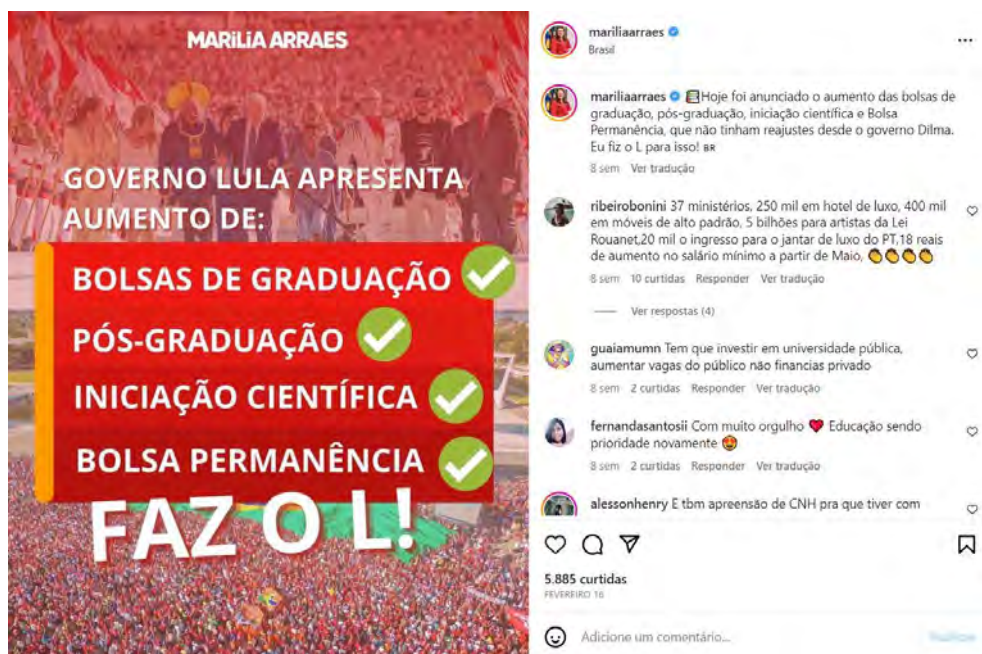 MARiLiA ARRAES
GOVERNO LULA APRESENTA
AUMENTO DE:
BOLSAS DE GRADUAÇÃO
PÓS-GRADUAÇÃO
INICIAÇÃO CIENTÍFICA
BOLSA PERMANÊNCIA
FAZ O L!
mariliaarraes
Brasil
mariliaarraes Hoje foi anunciado o aumento das bolsas de
graduação, pós-graduação, iniciação científica e Bolsa
Permanência, que não tinham reajustes desde o governo Dilma.
Eu fiz o L para isso! BR
8 sem Ver tradução
ribeirobonini 37 ministérios, 250 mil em hotel de luxo, 400 mil
em móveis de alto padrão, 5 bilhões para artistas da Lei
Rouanet,20 mil o ingresso para o jantar de luxo do PT,18 reais
de aumento no salário mínimo a partir de Maio,
8 sem 10 curtidas Responder Ver tradução
Ver respostas (4)
guaiamumn Tem que investir em universidade pública,
aumentar vagas do público não financias privado
8 sem 2 curtidas Responder Ver tradução
fernandasantosii Com muito orgulho Educação sendo
prioridade novamente
8 sem 2 curtidas Responder Ver tradução
alessonhenry E tbm apreensão de CNH pra que tiver com
5.885 curtidas
FEVEREIRO 16
Adicione um comentário...